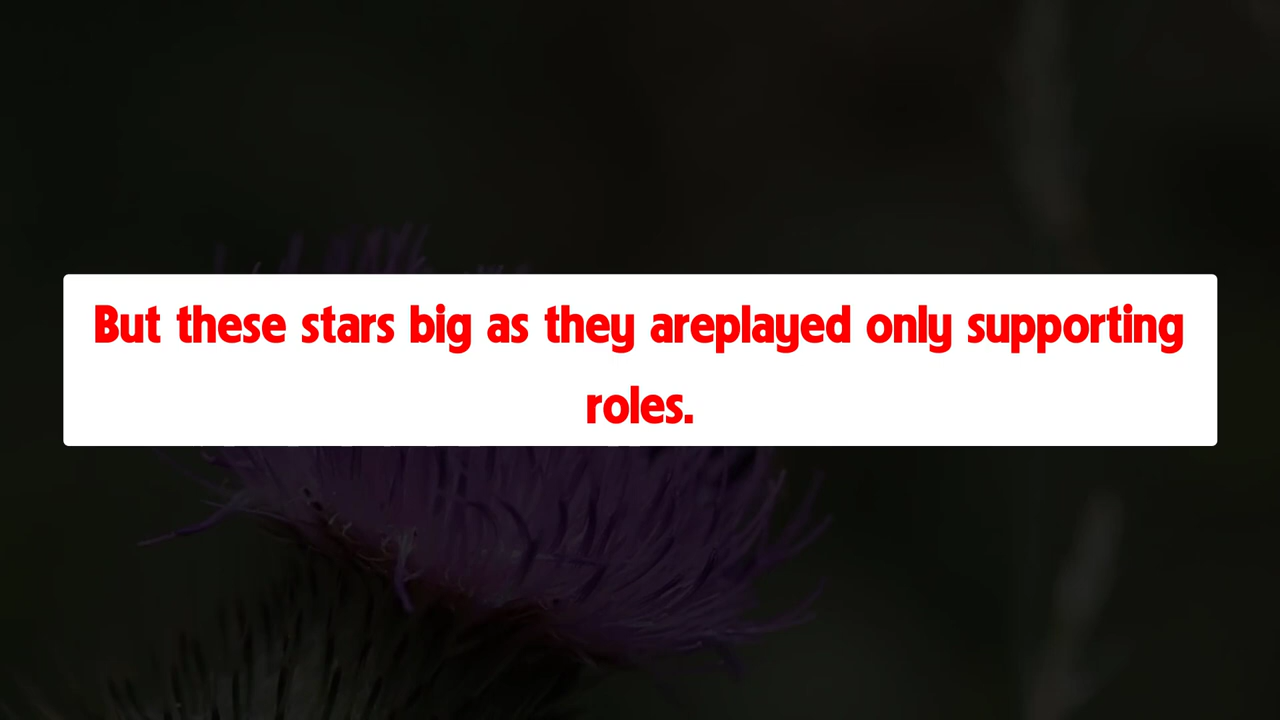 But these stars big as they areplayed only supporting
roles.